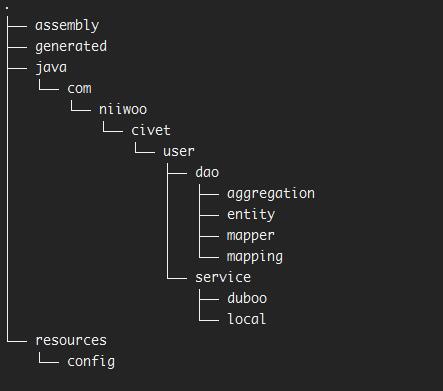 .
├── assembly
├── generated
├── java
│   └── com
│       └── niiwoo
│           └── civet
│               └── user
│                   ├── dao
│                   │   ├── aggregation
│                   │   ├── entity
│                   │   ├── mapper
│                   │   └── mapping
│                   └── service
│                       ├── duboo
│                       └── local
└── resources
    └── config